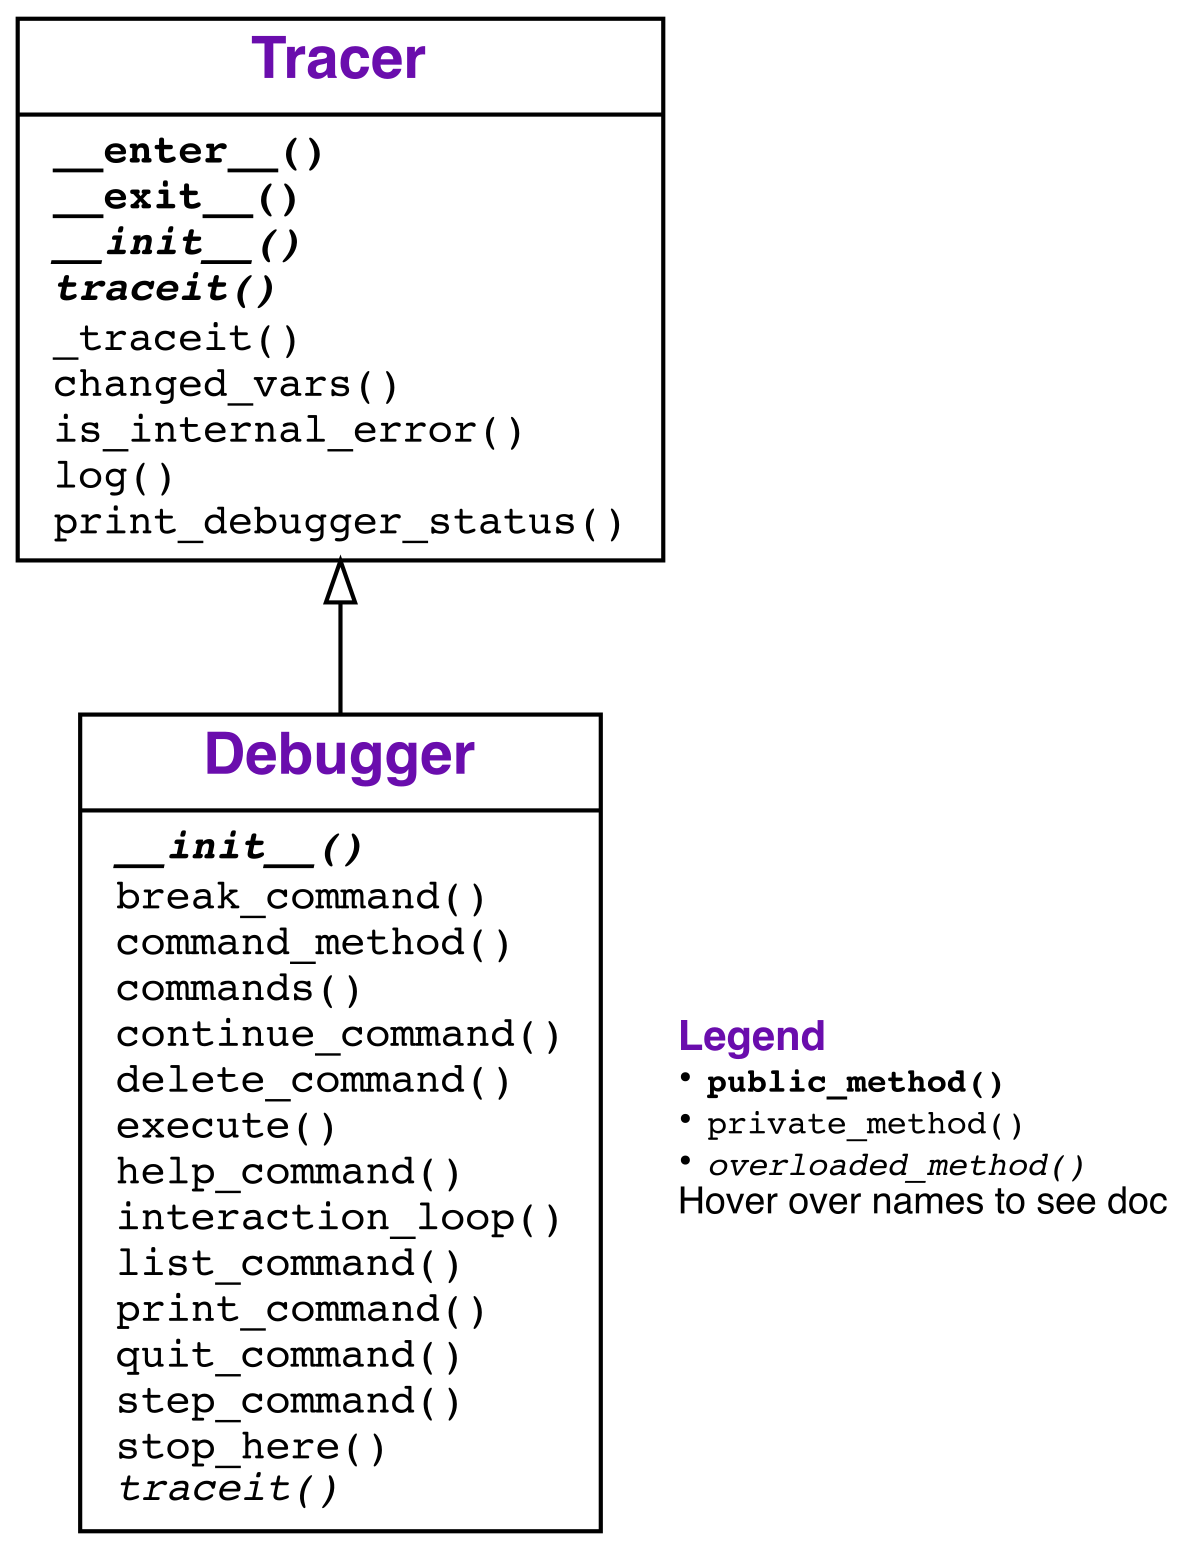 Tracer
__enter__()
__exit__()
__init__()
traceit()
_traceit()
changed_vars()
is_internal_error()
log()
print_debugger_status()
Debugger
__init__()
break_command()
command_method()
commands()
continue_command()
delete_command()
execute()
help_command()
interaction_loop()
list_command()
print_command()
quit_command()
step_command()
stop_here()
traceit()
Legend
• public_method()
• private_method()
• overloaded_method()
Hover over names to see doc